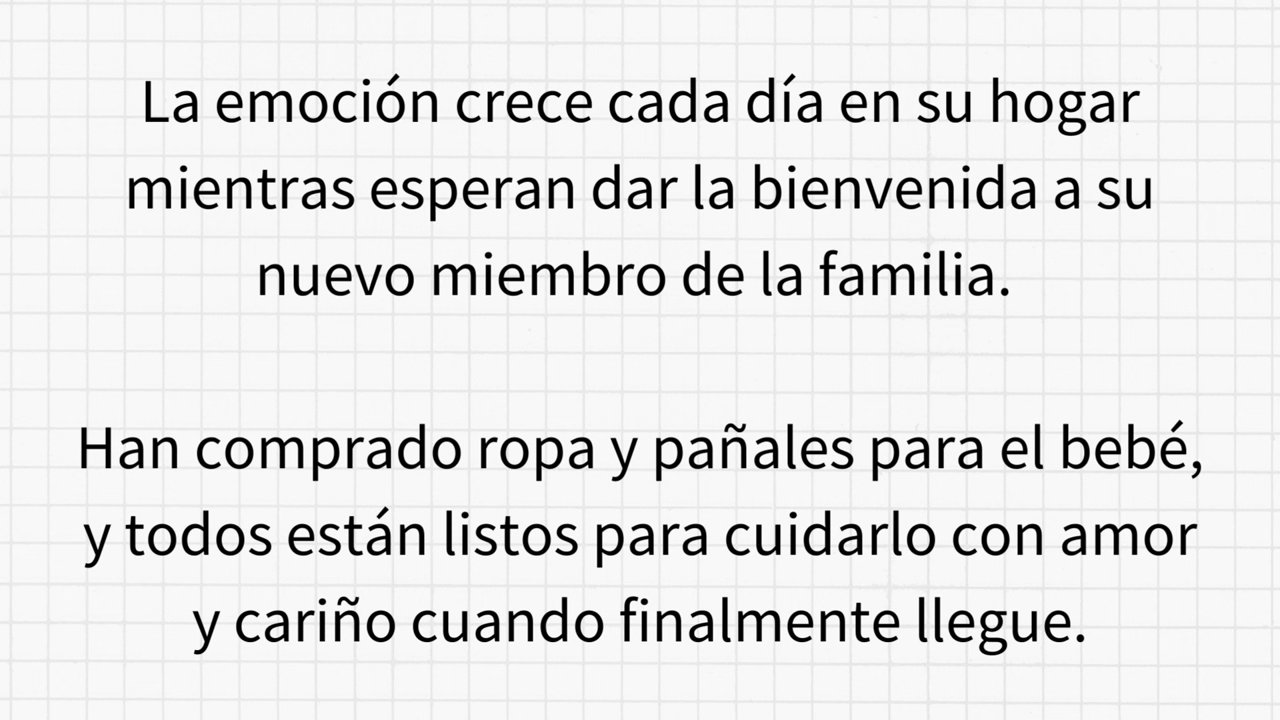 La emoción crece cada día en su hogar
mientras esperan dar la bienvenida a su
nuevo miembro de la familia.
Han comprado ropa y pañales para el bebé,
y todos están listos para cuidarlo con amor
y cariño cuando finalmente llegue.